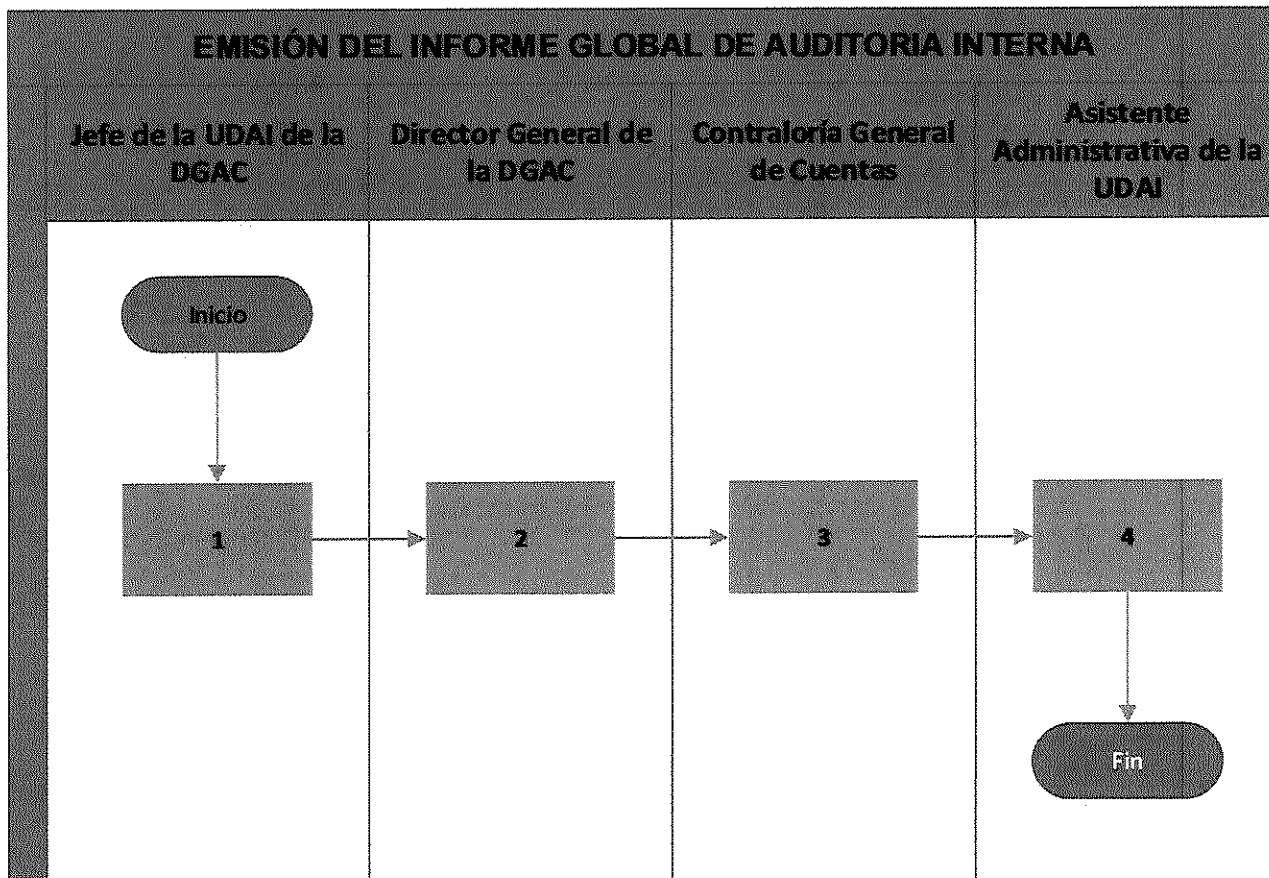 EMISIÓN DEL INFORME GLOBAL DE AUDITORIA INTERNA
Jefe de la UDAI de la
DGAC
Director General de
la DGAC
Contraloría General
de Cuentas
Asistente
Administrativa de la
UDAI
Inicio
1
2
3
4
Fin